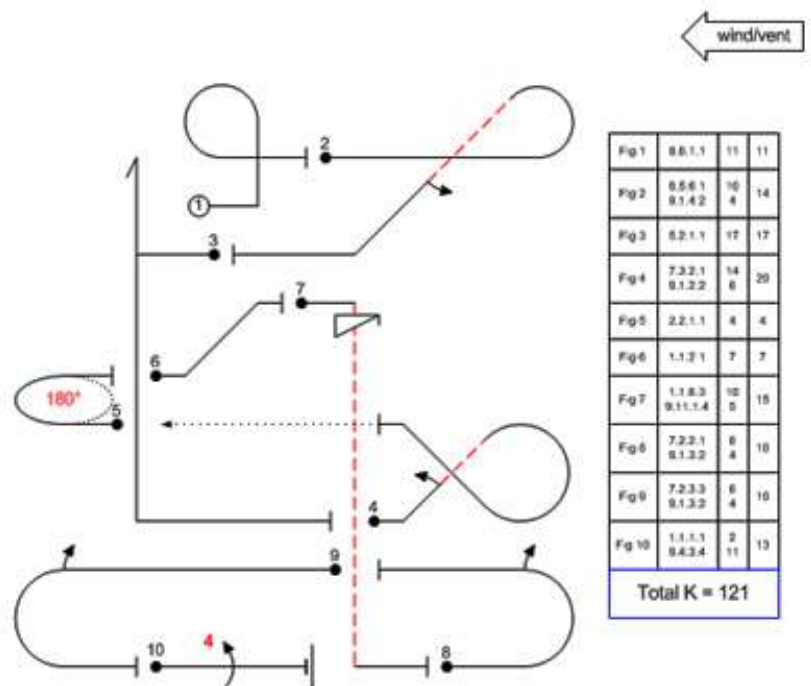 wind/vent
2
1
3
7
6
180°
5
4
9
4
10
8
Fig 1 8.6.1.1 11 11
Fig 2 8.5.6.1 10 14
9.1.4.2 4
Fig 3 5.2.1.1 17 17
Fig 4 7.3.2.1 14 20
9.1.2.2 6
Fig 5 2.2.1.1 4 4
Fig 6 1.1.2.1 7 7
Fig 7 1.1.6.3 10 15
9.11.1.4 5
Fig 8 7.2.2.1 6 10
9.1.3.2 4
Fig 9 7.2.3.3 6 10
9.1.3.2 4
Fig 10 1.1.1.1 2 13
9.4.3.4 11
Total K = 121